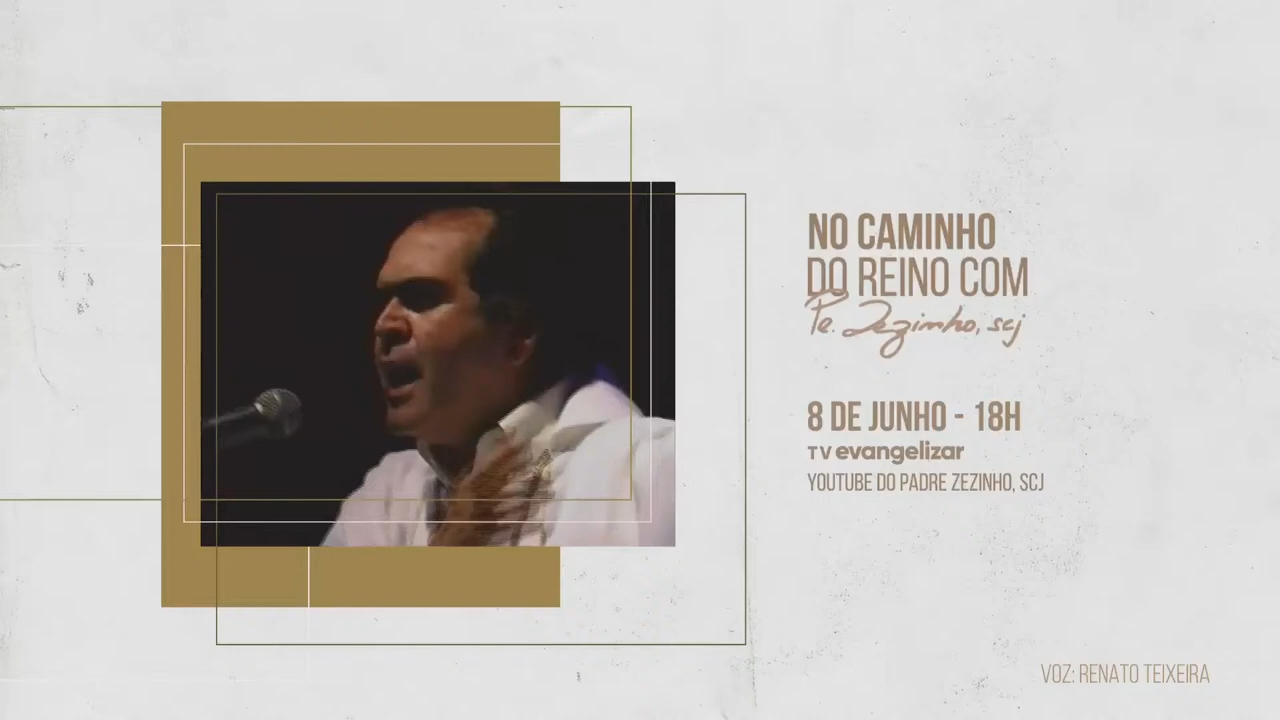 NO CAMINHO
DO REINO COM
Pe. Zezinho, scj
8 DE JUNHO - 18H
TV evangelizar
YOUTUBE DO PADRE ZEZINHO, SCJ
VOZ: RENATO TEIXEIRA